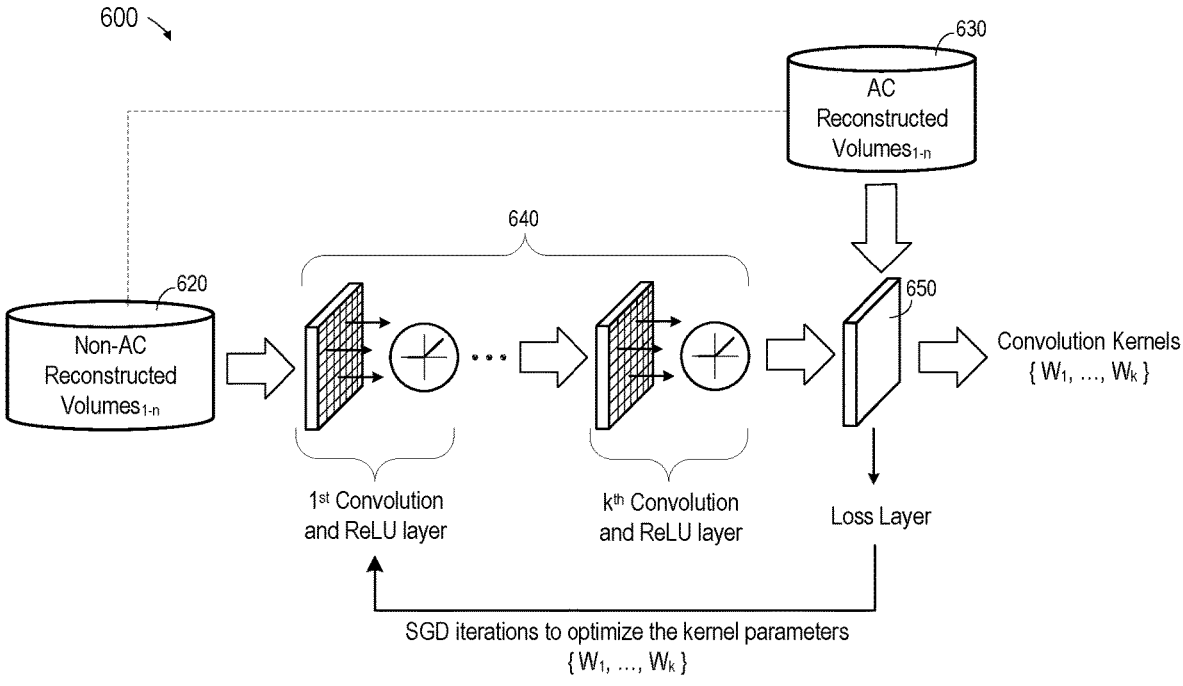 600
630
AC
Reconstructed
Volumes1-n
640
620
650
Non-AC
Reconstructed
Volumes1-n
Convolution Kernels
{ W1, ..., Wk }
1st Convolution
and ReLU layer
kth Convolution
and ReLU layer
Loss Layer
SGD iterations to optimize the kernel parameters
{ W1, ..., Wk }